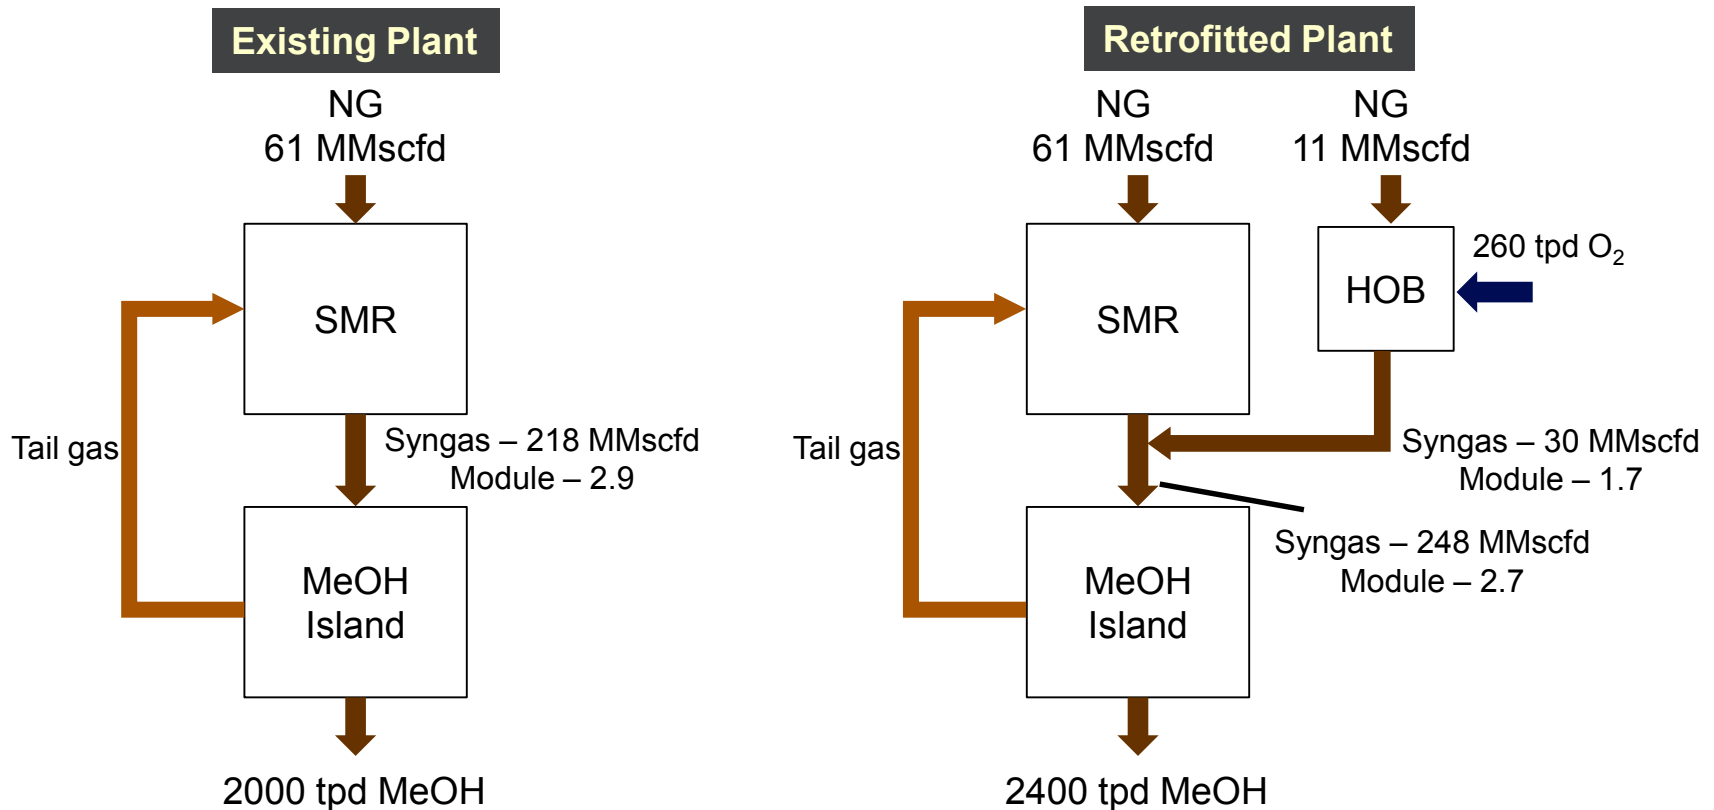 Existing Plant
NG
61 MMscfd
SMR
Tail gas
Syngas – 218 MMscfd
Module – 2.9
MeOH
Island
2000 tpd MeOH
Retrofitted Plant
NG
61 MMscfd
NG
11 MMscfd
260 tpd O₂
SMR
HOB
Tail gas
Syngas – 30 MMscfd
Module – 1.7
Syngas – 248 MMscfd
Module – 2.7
MeOH
Island
2400 tpd MeOH